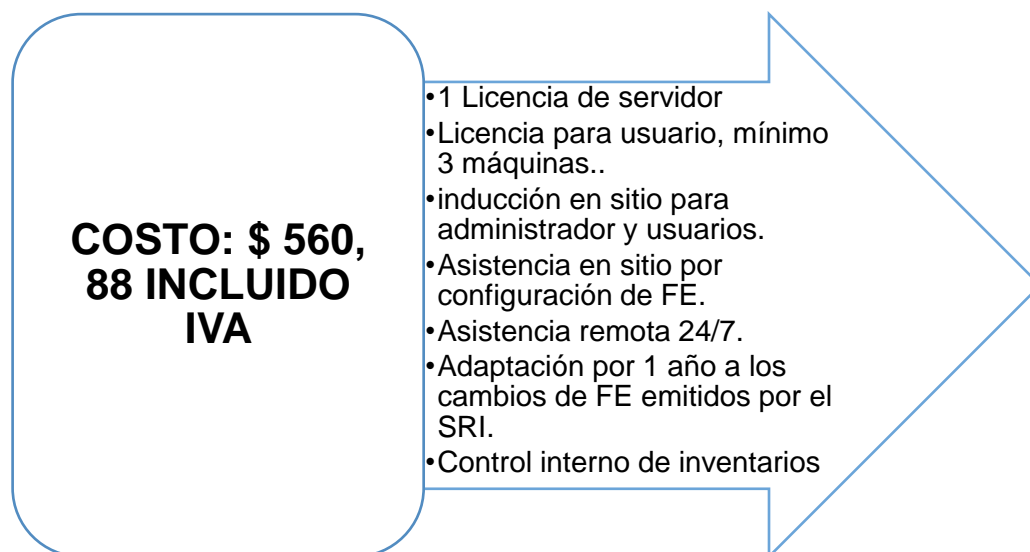 COSTO: $ 560,
88 INCLUIDO
IVA
•1 Licencia de servidor
•Licencia para usuario, mínimo
3 máquinas..
•inducción en sitio para
administrador y usuarios.
•Asistencia en sitio por
configuración de FE.
•Asistencia remota 24/7.
•Adaptación por 1 año a los
cambios de FE emitidos por el
SRI.
•Control interno de inventarios